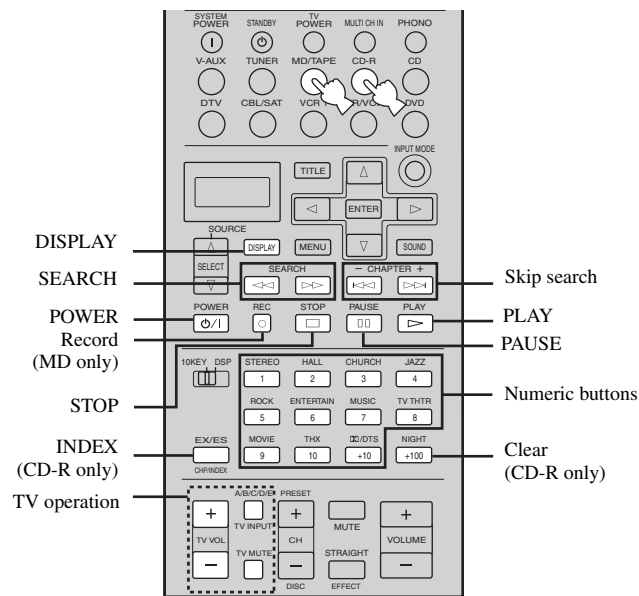 SYSTEM POWER STANDBY TV POWER MULTI CH IN PHONO
V-AUX TUNER MD/TAPE CD-R CD
DTV CBL/SAT VCR 1 DVD
INPUT MODE
TITLE
ENTER
SOURCE
DISPLAY DISPLAY MENU SOUND
SELECT
SEARCH SEARCH − CHAPTER + Skip search
POWER POWER REC STOP PAUSE PLAY PLAY
Record
(MD only)
PAUSE
10KEY DSP STEREO HALL CHURCH JAZZ
1 2 3 4
Numeric buttons
STOP
ROCK ENTERTAIN MUSIC TV THTR
5 6 7 8
INDEX
(CD-R only)
EX/ES MOVIE THX /DTS NIGHT
9 10 +10 +100
CHP/INDEX
Clear
(CD-R only)
TV operation
A/B/C/D/E PRESET
+ TV INPUT + MUTE +
TV VOL CH VOLUME
TV MUTE STRAIGHT
− − −
DISC EFFECT